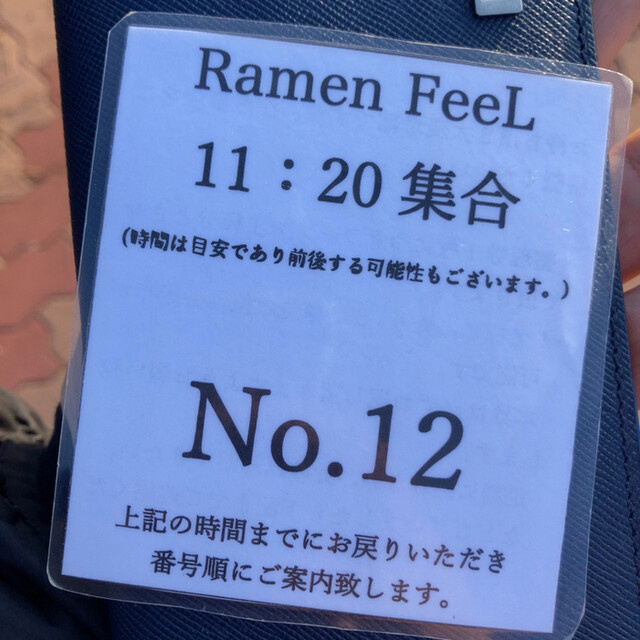 Ramen FeeL
11：20 集合
(時間は目安であり前後する可能性もございます。)
No.12
上記の時間までにお戻りいただき
番号順にご案内致します。